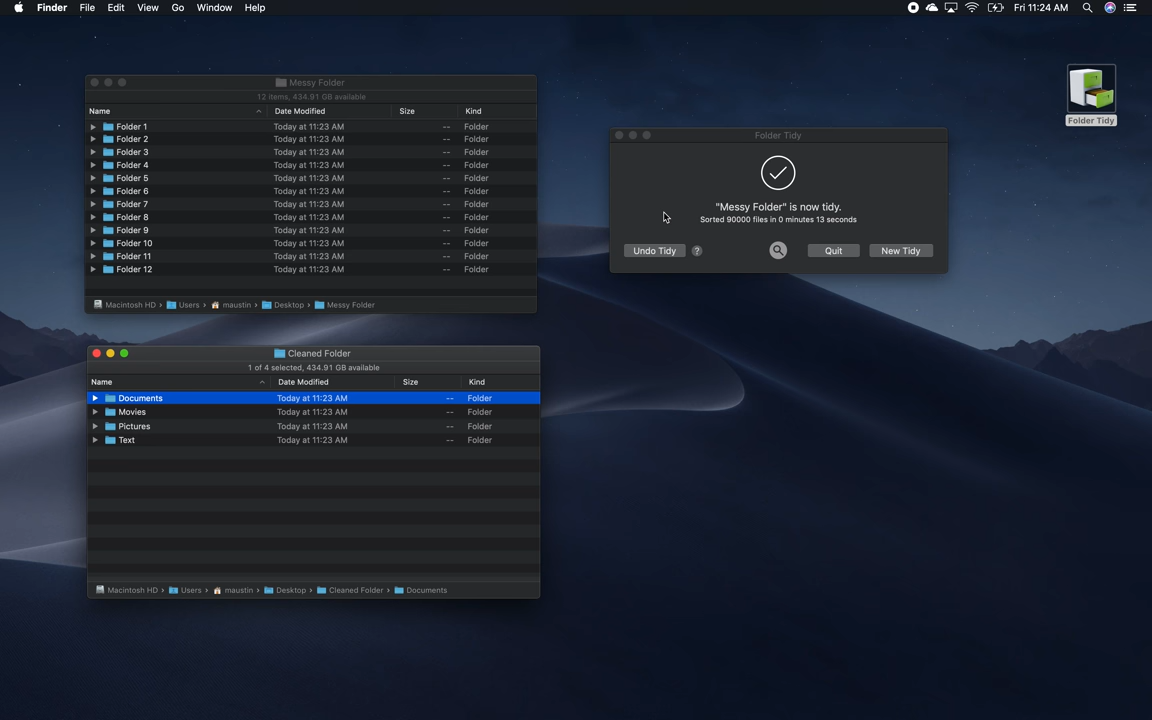 Finder File Edit View Go Window Help Fri 11:24 AM
Messy Folder
12 items, 434.91 GB available
Name Date Modified Size Kind
Folder 1 Today at 11:23 AM -- Folder
Folder 2 Today at 11:23 AM -- Folder
Folder 3 Today at 11:23 AM -- Folder
Folder 4 Today at 11:23 AM -- Folder
Folder 5 Today at 11:23 AM -- Folder
Folder 6 Today at 11:23 AM -- Folder
Folder 7 Today at 11:23 AM -- Folder
Folder 8 Today at 11:23 AM -- Folder
Folder 9 Today at 11:23 AM -- Folder
Folder 10 Today at 11:23 AM -- Folder
Folder 11 Today at 11:23 AM -- Folder
Folder 12 Today at 11:23 AM -- Folder
Macintosh HD › Users › maustin › Desktop › Messy Folder
Folder Tidy
Folder Tidy
"Messy Folder" is now tidy.
Sorted 90000 files in 0 minutes 13 seconds
Undo Tidy ? Quit New Tidy
Cleaned Folder
1 of 4 selected, 434.91 GB available
Name Date Modified Size Kind
Documents Today at 11:23 AM -- Folder
Movies Today at 11:23 AM -- Folder
Pictures Today at 11:23 AM -- Folder
Text Today at 11:23 AM -- Folder
Macintosh HD › Users › maustin › Desktop › Cleaned Folder › Documents